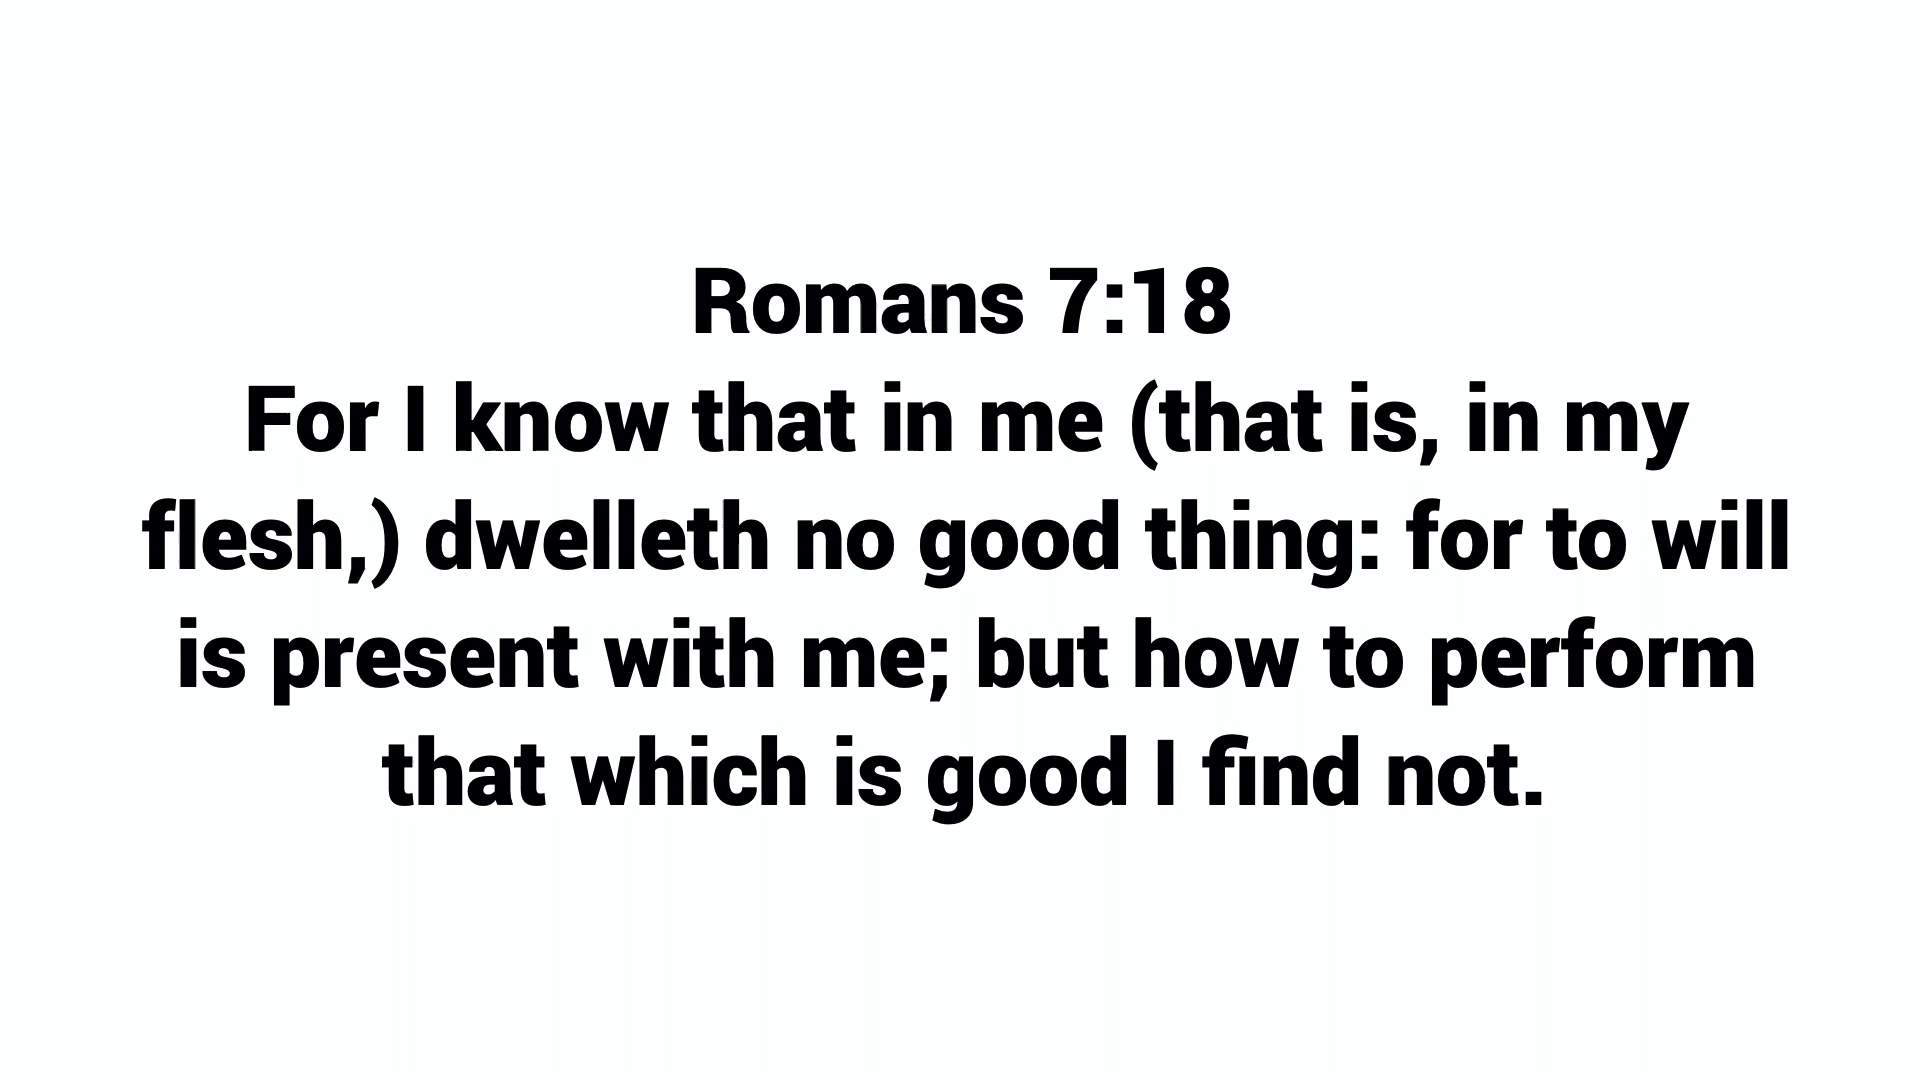 Romans 7:18
For I know that in me (that is, in my
flesh,) dwelleth no good thing: for to will
is present with me; but how to perform
that which is good I find not.